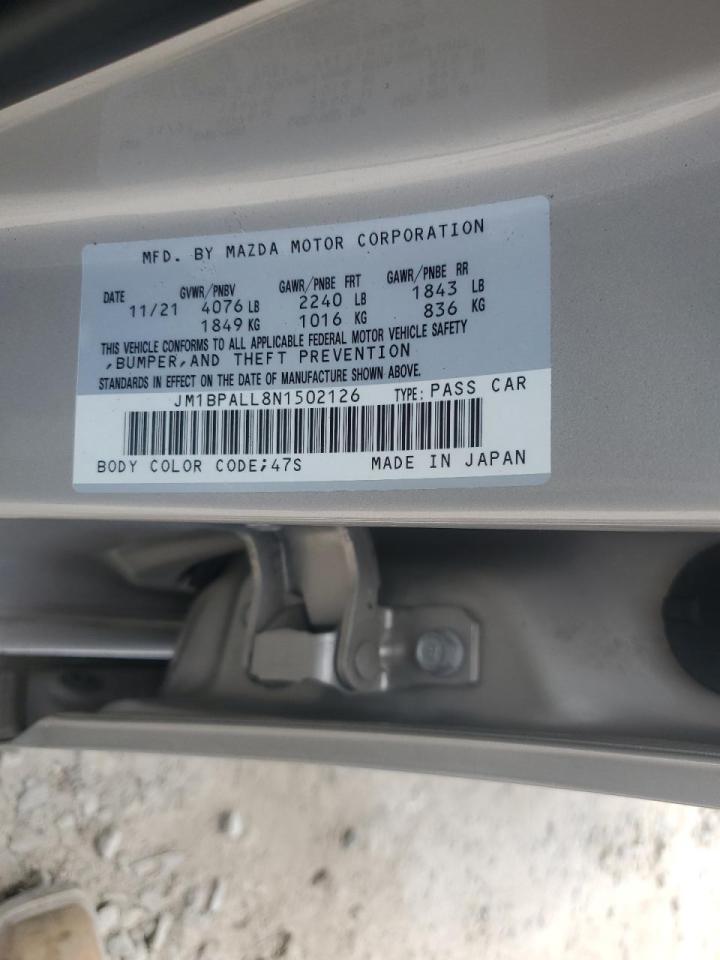 MFD. BY MAZDA MOTOR CORPORATION
DATE GVWR/PNBV GAWR/PNBE FRT GAWR/PNBE RR
11/21 4076 LB 2240 LB 1843 LB
1849 KG 1016 KG 836 KG
THIS VEHICLE CONFORMS TO ALL APPLICABLE FEDERAL MOTOR VEHICLE SAFETY
,BUMPER,AND THEFT PREVENTION
STANDARDS IN EFFECT ON THE DATE OF MANUFACTURE SHOWN ABOVE.
JM1BPALL8N1502126 TYPE: PASS CAR
BODY COLOR CODE;47S MADE IN JAPAN